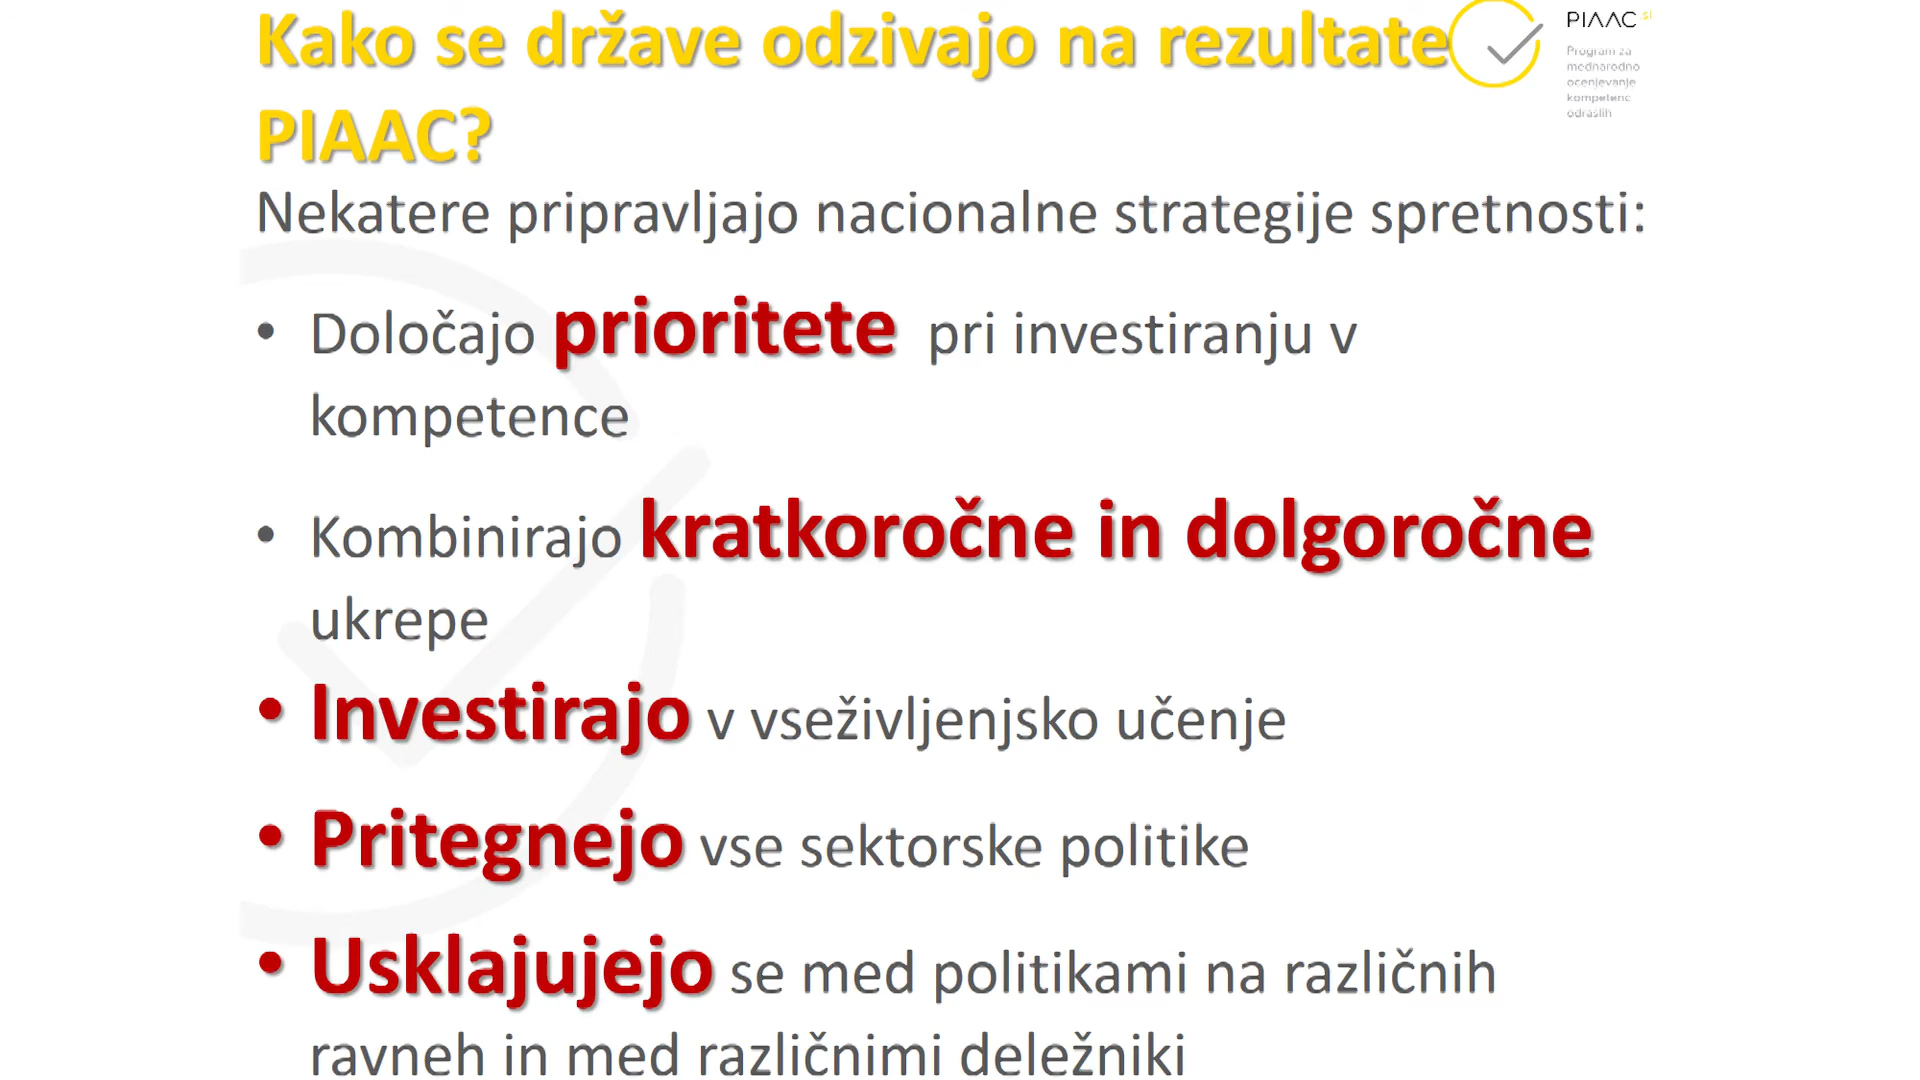 Kako se države odzivajo na rezultate
PIAAC?
PIAAC.si
Program za
mednarodno
ocenjevanje
kompetenc
odraslih
Nekatere pripravljajo nacionalne strategije spretnosti:
• Določajo prioritete pri investiranju v
kompetence
• Kombinirajo kratkoročne in dolgoročne
ukrepe
• Investirajo v vseživljenjsko učenje
• Pritegnejo vse sektorske politike
• Usklajujejo se med politikami na različnih
ravneh in med različnimi deležniki